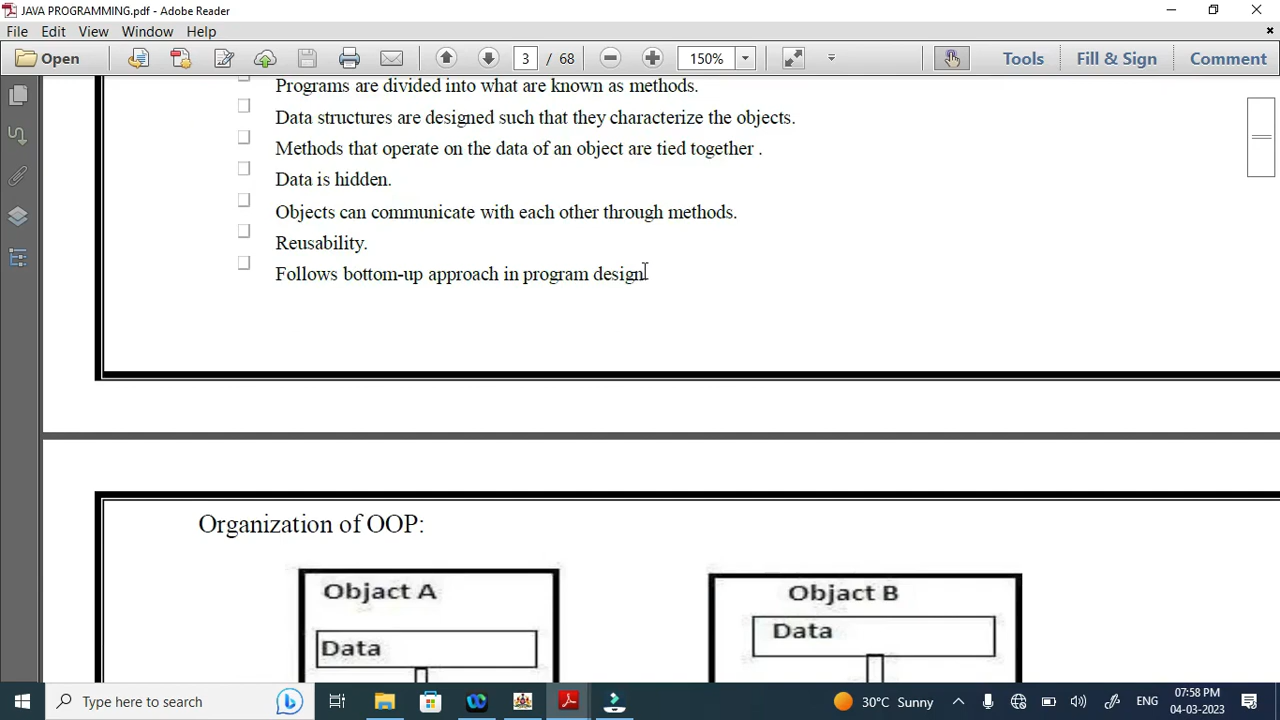 JAVA PROGRAMMING.pdf - Adobe Reader
File Edit View Window Help
Open 3 / 68 150% Tools Fill & Sign Comment
Programs are divided into what are known as methods.
Data structures are designed such that they characterize the objects.
Methods that operate on the data of an object are tied together .
Data is hidden.
Objects can communicate with each other through methods.
Reusability.
Follows bottom-up approach in program design
Organization of OOP:
Objact A Objact B
Data Data
Type here to search 30°C Sunny ENG 07:58 PM
04-03-2023